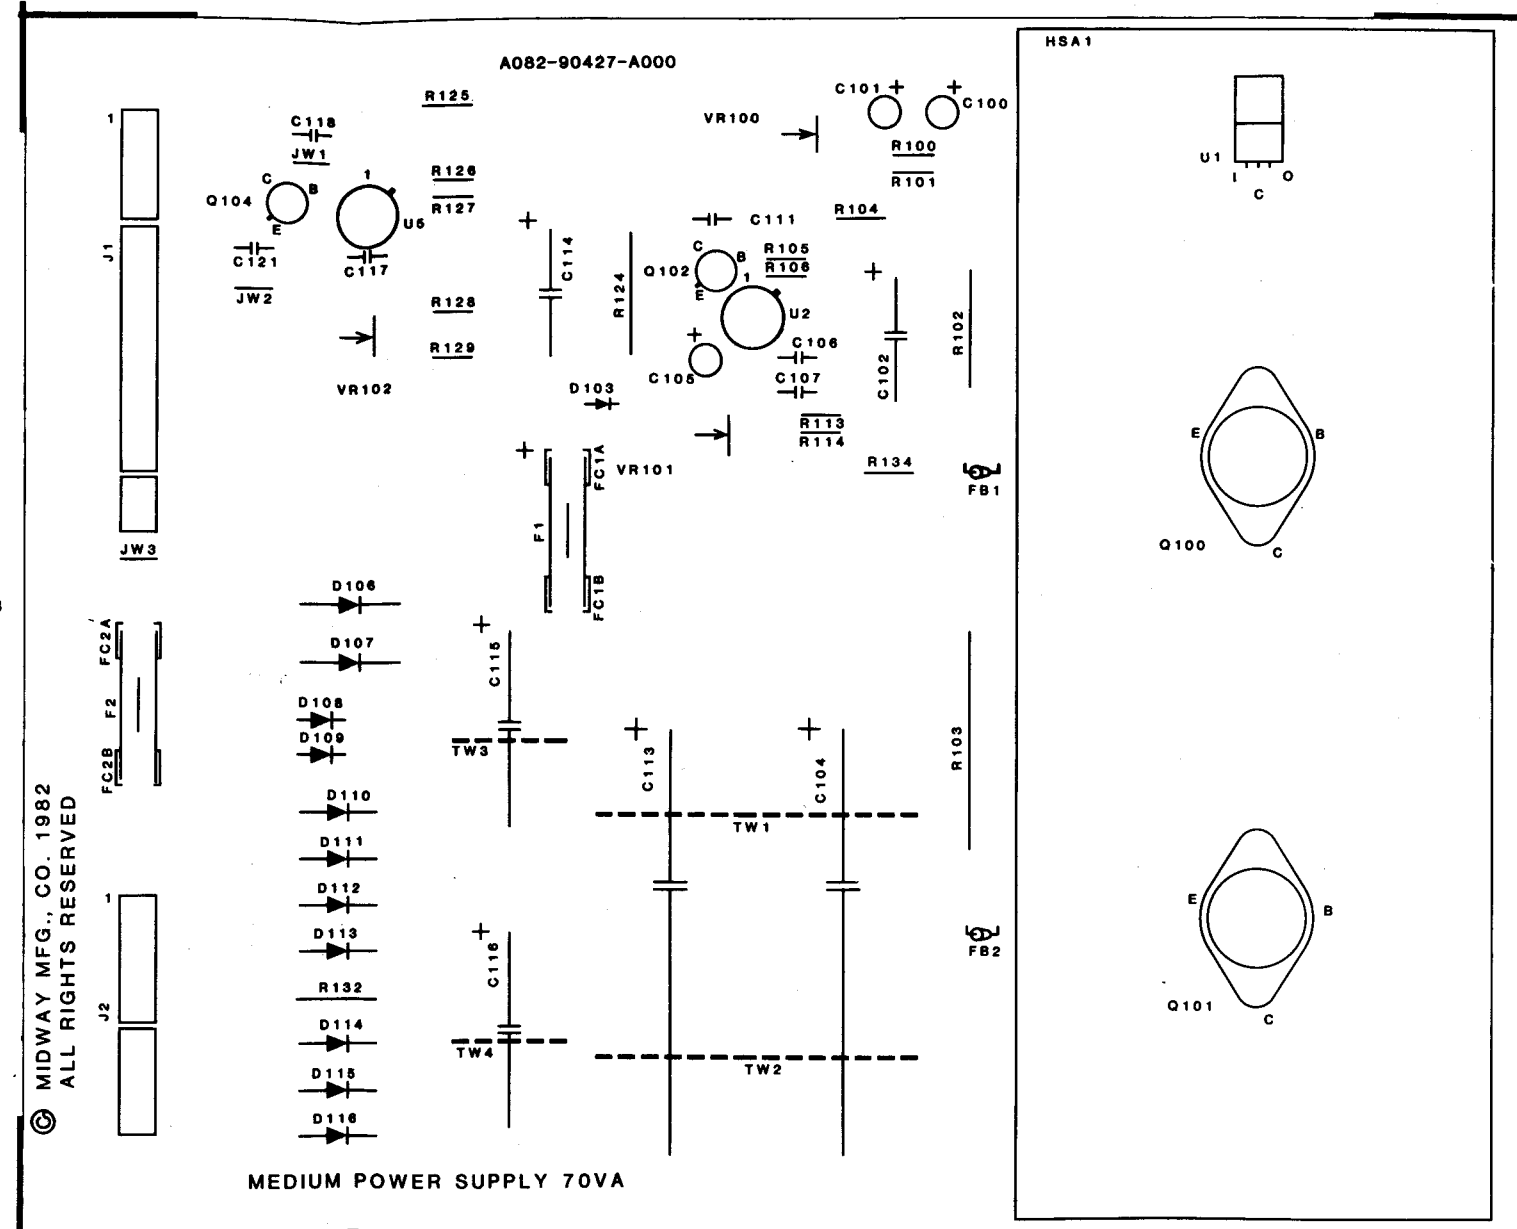 HSA1
A082-90427-A000
C101 +
+ C100
R125
VR100
1
C118
JW1
R100
R101
U1
I
C
O
R126
R127
1
C
B
Q104
E
U5
C121
C117
JW2
J1
+
C114
R124
C111
R104
C
B
Q102
E
R105
R106
1
U2
+
C105
C106
C107
+
C102
R102
R128
R129
VR102
D103
R113
R114
R134
+
FC1A
VR101
F1
FC1B
FB1
E
B
Q100
C
JW3
D106
D107
D108
D109
D110
D111
D112
D113
R132
D114
D115
D116
FC2A
F2
FC2B
+
C115
TW3
+
C113
+
C104
R103
TW1
+
C116
TW4
TW2
FB2
E
B
Q101
C
1
J2
© MIDWAY MFG., CO. 1982
ALL RIGHTS RESERVED
MEDIUM POWER SUPPLY 70VA